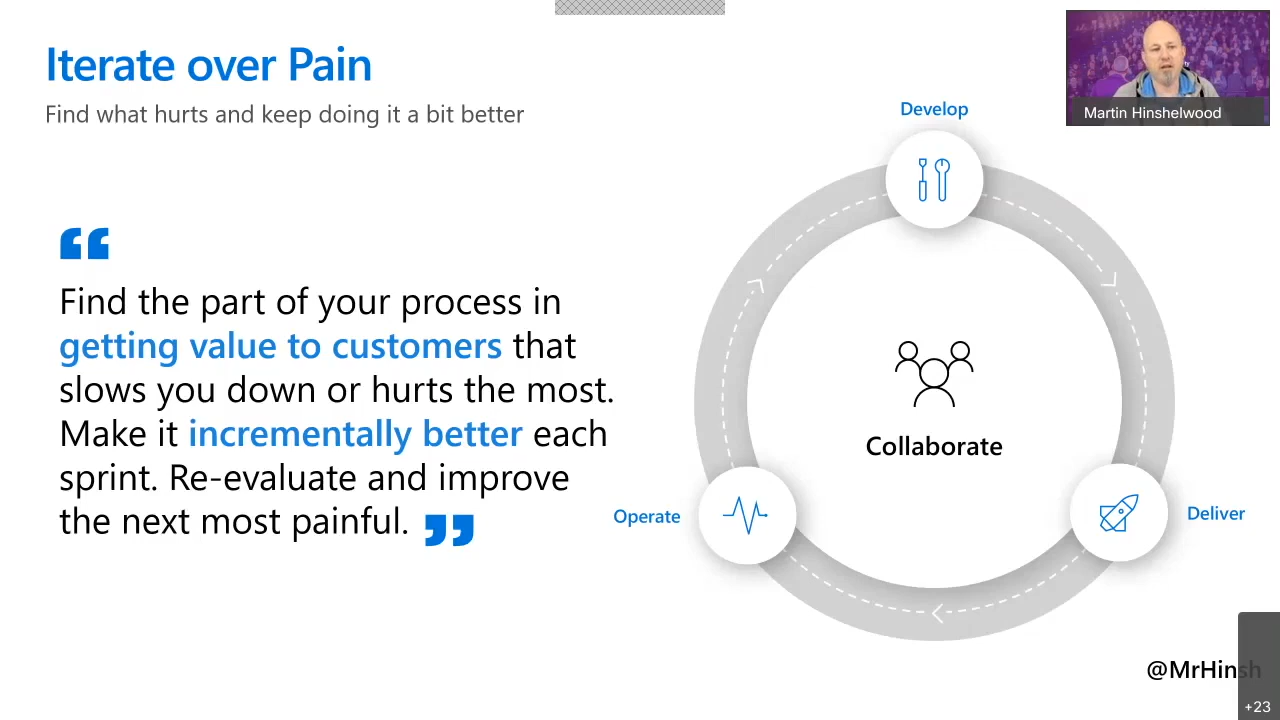 Iterate over Pain
Find what hurts and keep doing it a bit better
Martin Hinshelwood
“
Find the part of your process in
getting value to customers that
slows you down or hurts the most.
Make it incrementally better each
sprint. Re-evaluate and improve
the next most painful. ”
Develop
Collaborate
Operate
Deliver
@MrHinsh
+23